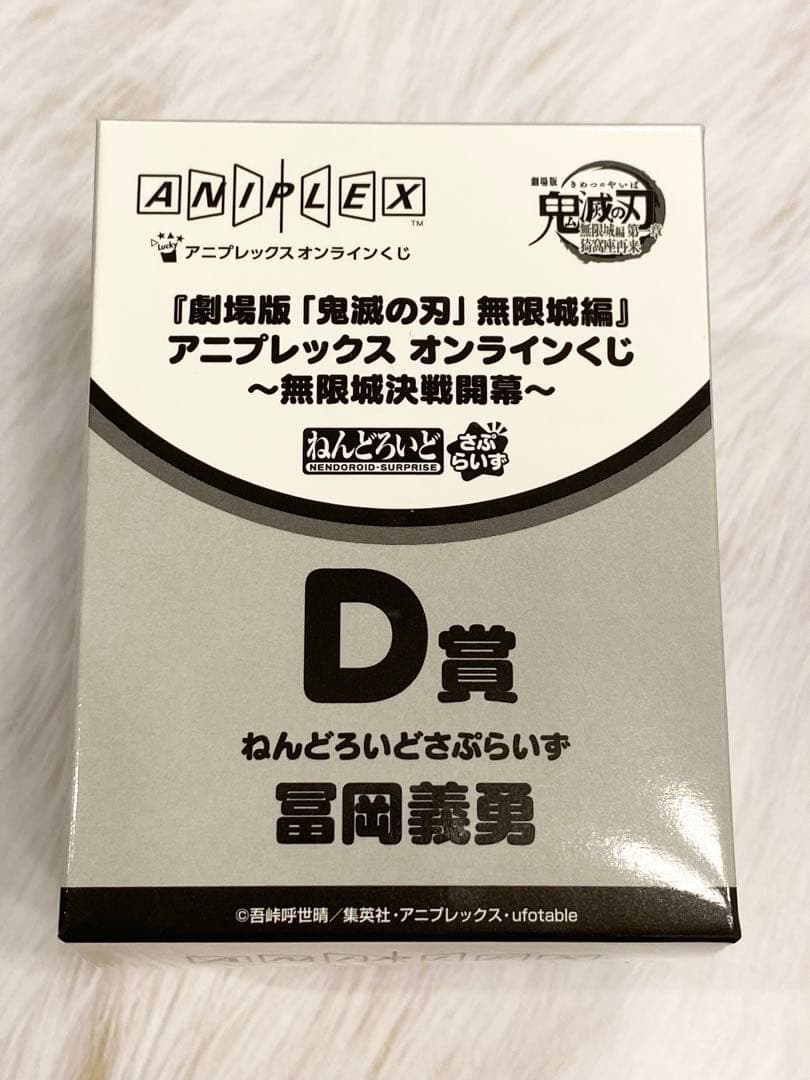 ANIPLEX™
Lucky
アニプレックス オンラインくじ
劇場版
きめつのやいば
鬼滅の刃
無限城編 第一章
猗窩座再来
『劇場版「鬼滅の刃」無限城編』
アニプレックス オンラインくじ
〜無限城決戦開幕〜
ねんどろいど
NENDOROID-SURPRISE
さぷ
らいず
D賞
ねんどろいどさぷらいず
冨岡義勇
©吾峠呼世晴／集英社・アニプレックス・ufotable